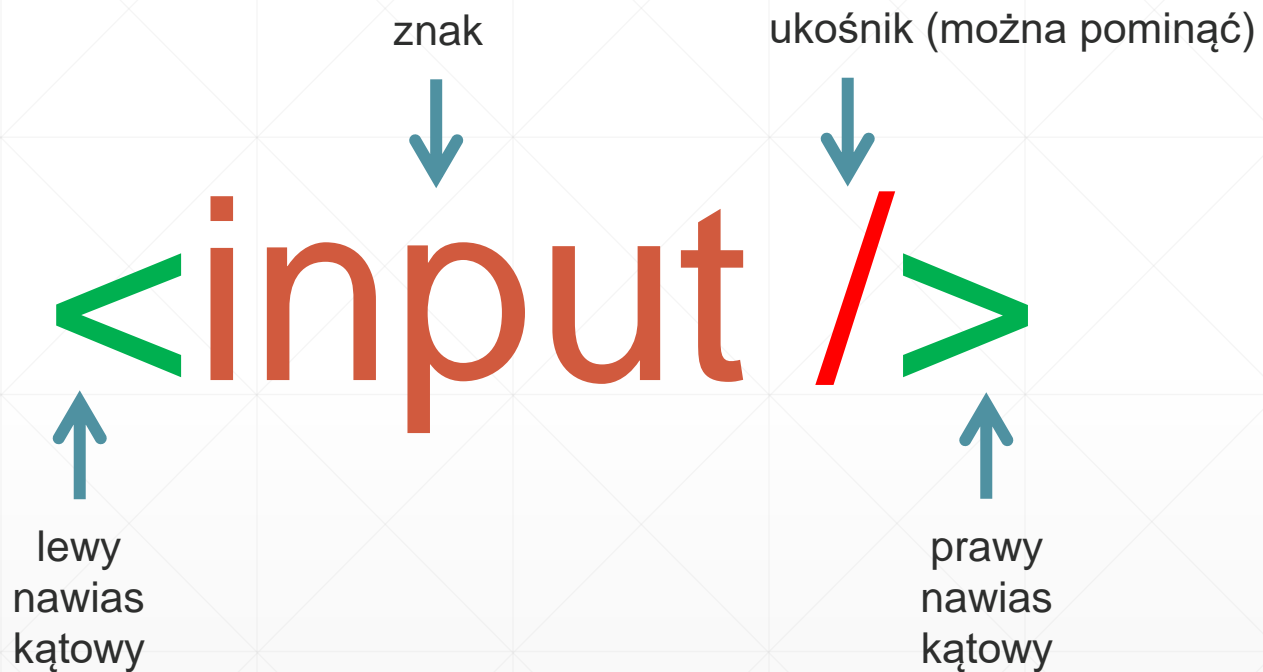 znak
ukośnik (można pominąć)
<input />
lewy
nawias
kątowy
prawy
nawias
kątowy